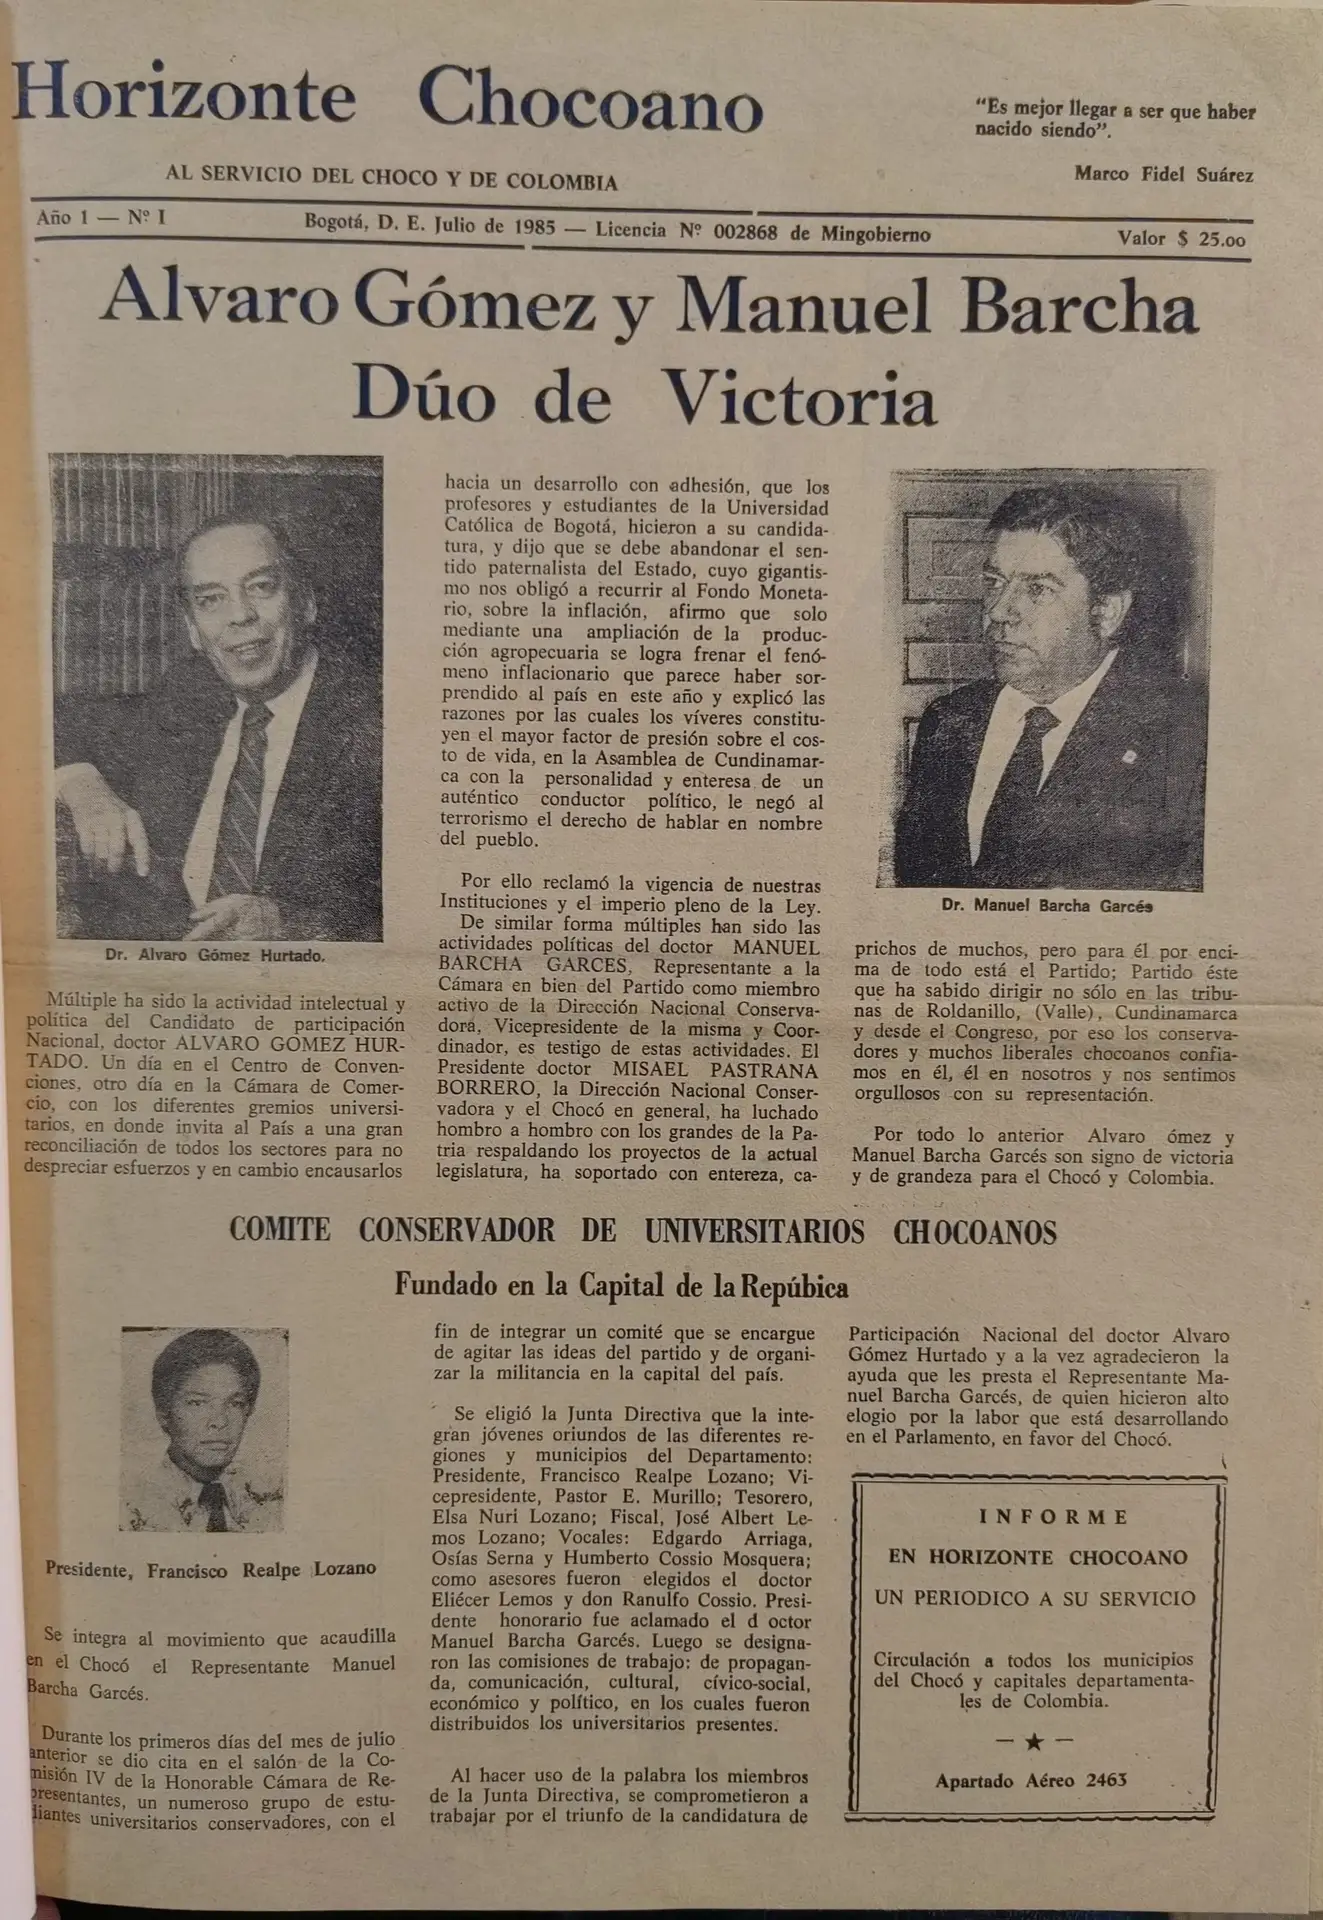 Horizonte Chocoano
AL SERVICIO DEL CHOCO Y DE COLOMBIA
"Es mejor llegar a ser que haber
nacido siendo".
Marco Fidel Suárez
Año 1 — Nº I
Bogotá, D. E. Julio de 1985 — Licencia Nº 002868 de Mingobierno
Valor $ 25.oo
Alvaro Gómez y Manuel Barcha
Dúo de Victoria
Dr. Alvaro Gómez Hurtado.
Múltiple ha sido la actividad intelectual y
política del Candidato de participación
Nacional, doctor ALVARO GOMEZ HUR-
TADO. Un día en el Centro de Conven-
ciones, otro día en la Cámara de Comer-
cio, con los diferentes gremios universi-
tarios, en donde invita al País a una gran
reconciliación de todos los sectores para no
despreciar esfuerzos y en cambio encausarlos
hacia un desarrollo con adhesión, que los
profesores y estudiantes de la Universidad
Católica de Bogotá, hicieron a su candida-
tura, y dijo que se debe abandonar el sen-
tido paternalista del Estado, cuyo gigantis-
mo nos obligó a recurrir al Fondo Moneta-
rio, sobre la inflación, afirmo que solo
mediante una ampliación de la produc-
ción agropecuaria se logra frenar el fenó-
meno inflacionario que parece haber sor-
prendido al país en este año y explicó las
razones por las cuales los víveres constitu-
yen el mayor factor de presión sobre el cos-
to de vida, en la Asamblea de Cundinamar-
ca con la personalidad y enteresa de un
auténtico conductor político, le negó al
terrorismo el derecho de hablar en nombre
del pueblo.
Por ello reclamó la vigencia de nuestras
Instituciones y el imperio pleno de la Ley.
De similar forma múltiples han sido las
actividades políticas del doctor MANUEL
BARCHA GARCES, Representante a la
Cámara en bien del Partido como miembro
activo de la Dirección Nacional Conserva-
dora, Vicepresidente de la misma y Coor-
dinador, es testigo de estas actividades. El
Presidente doctor MISAEL PASTRANA
BORRERO, la Dirección Nacional Conser-
vadora y el Chocó en general, ha luchado
hombro a hombro con los grandes de la Pa-
tria respaldando los proyectos de la actual
legislatura, ha soportado con entereza, ca-
Dr. Manuel Barcha Garcés
prichos de muchos, pero para él por enci-
ma de todo está el Partido; Partido éste
que ha sabido dirigir no sólo en las tribu-
nas de Roldanillo, (Valle), Cundinamarca
y desde el Congreso, por eso los conserva-
dores y muchos liberales chocoanos confia-
mos en él, él en nosotros y nos sentimos
orgullosos con su representación.
Por todo lo anterior Alvaro ómez y
Manuel Barcha Garcés son signo de victoria
y de grandeza para el Chocó y Colombia.
COMITE CONSERVADOR DE UNIVERSITARIOS CHOCOANOS
Fundado en la Capital de la Repúbica
Presidente, Francisco Realpe Lozano
Se integra al movimiento que acaudilla
en el Chocó el Representante Manuel
Barcha Garcés.
Durante los primeros días del mes de julio
anterior se dio cita en el salón de la Co-
misión IV de la Honorable Cámara de Re-
presentantes, un numeroso grupo de estu-
diantes universitarios conservadores, con el
fin de integrar un comité que se encargue
de agitar las ideas del partido y de organi-
zar la militancia en la capital del país.
Se eligió la Junta Directiva que la inte-
gran jóvenes oriundos de las diferentes re-
giones y municipios del Departamento:
Presidente, Francisco Realpe Lozano; Vi-
cepresidente, Pastor E. Murillo; Tesorero,
Elsa Nuri Lozano; Fiscal, José Albert Le-
mos Lozano; Vocales: Edgardo Arriaga,
Osías Serna y Humberto Cossio Mosquera;
como asesores fueron elegidos el doctor
Eliécer Lemos y don Ranulfo Cossio. Presi-
dente honorario fue aclamado el d octor
Manuel Barcha Garcés. Luego se designa-
ron las comisiones de trabajo: de propagan-
da, comunicación, cultural, cívico-social,
económico y político, en los cuales fueron
distribuidos los universitarios presentes.
Al hacer uso de la palabra los miembros
de la Junta Directiva, se comprometieron a
trabajar por el triunfo de la candidatura de
Participación Nacional del doctor Alvaro
Gómez Hurtado y a la vez agradecieron la
ayuda que les presta el Representante Ma-
nuel Barcha Garcés, de quien hicieron alto
elogio por la labor que está desarrollando
en el Parlamento, en favor del Chocó.
INFORME
EN HORIZONTE CHOCOANO
UN PERIODICO A SU SERVICIO
Circulación a todos los municipios
del Chocó y capitales departamenta-
les de Colombia.
— ★ —
Apartado Aéreo 2463